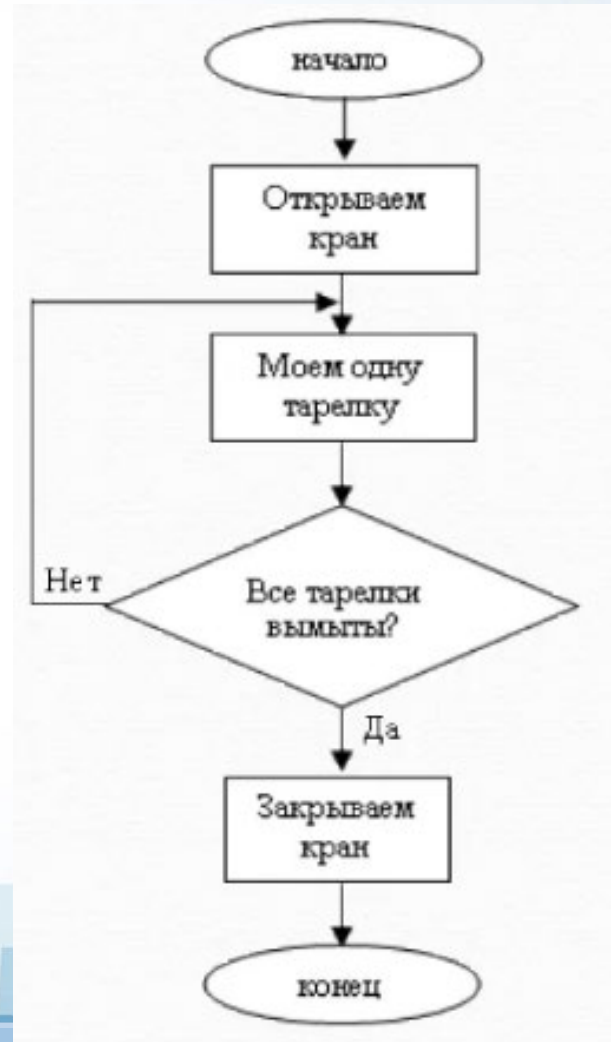 начало
Открываем
кран
Моем одну
тарелку
Нет
Все тарелки
вымыты?
Да
Закрываем
кран
конец